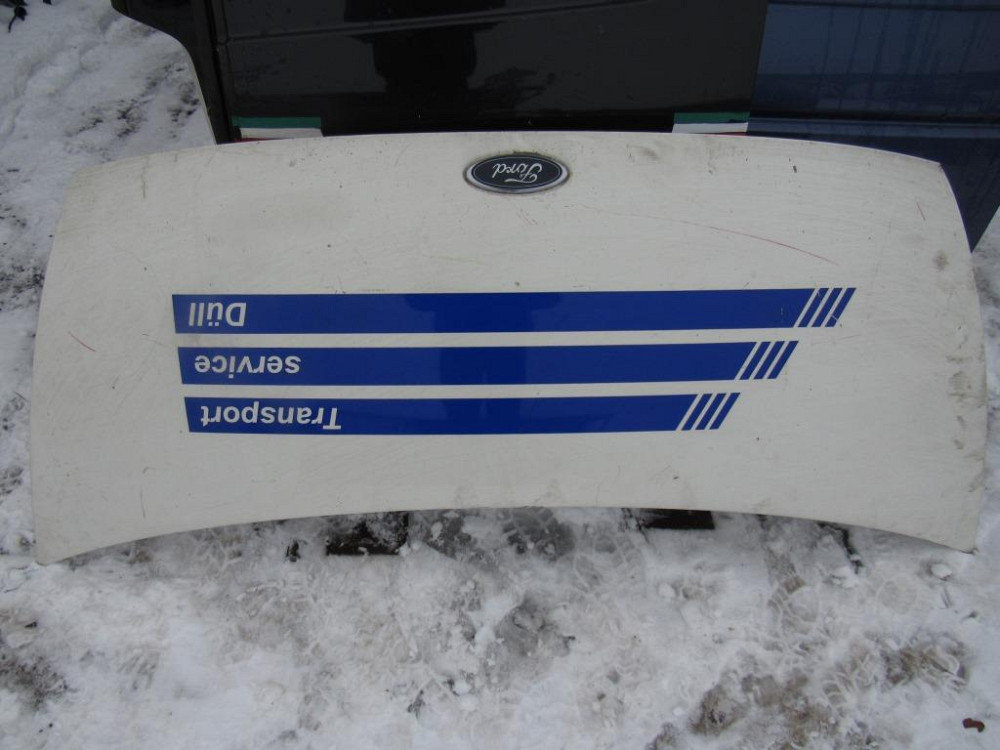 Transport
service
Düll
Ford